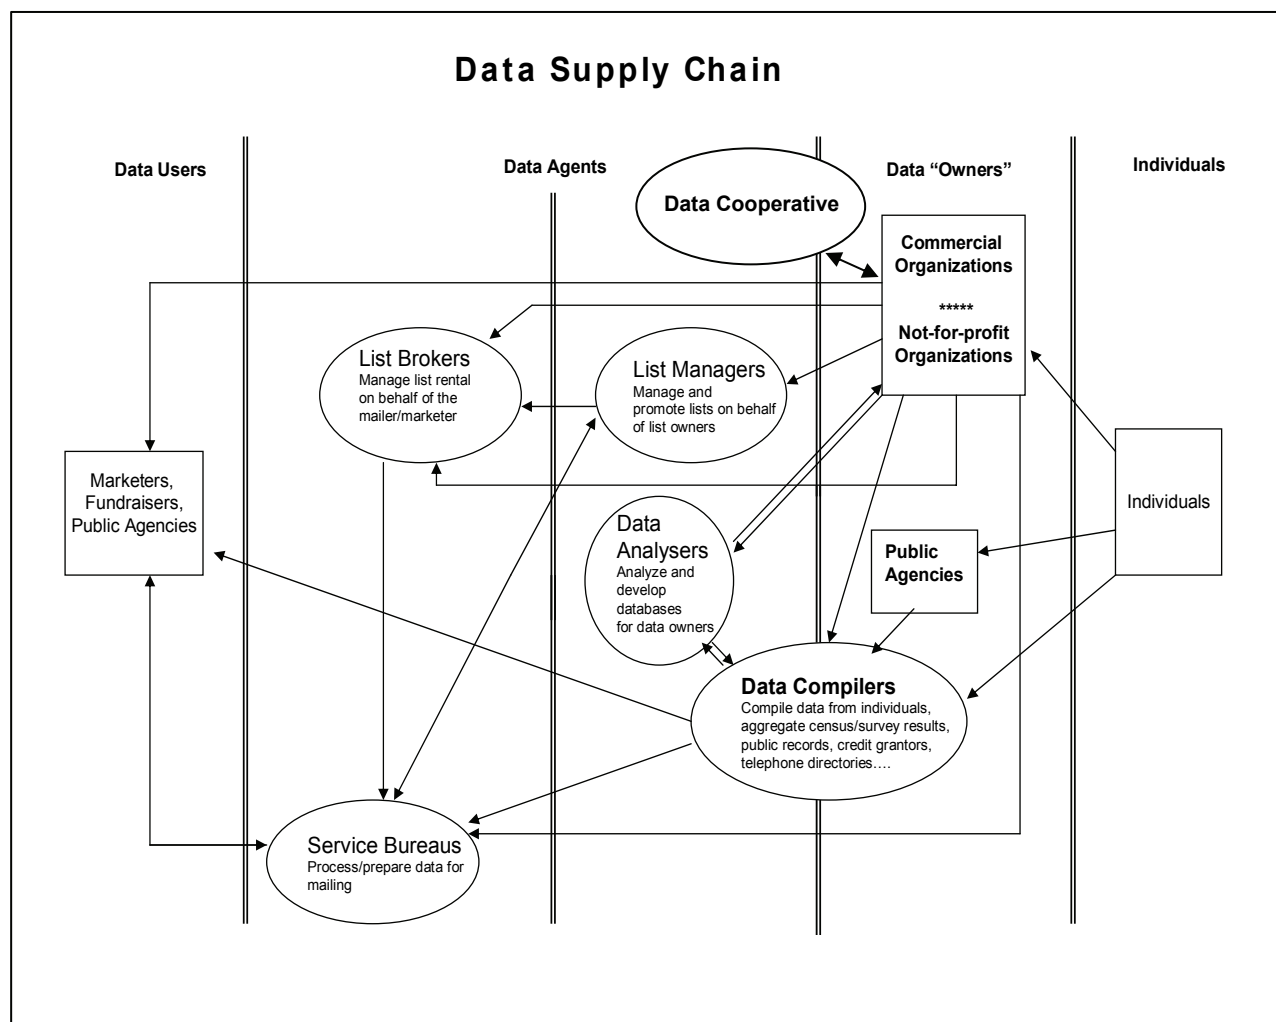 Data Supply Chain
Data Users
Data Agents
Data “Owners”
Individuals
Data Cooperative
Commercial
Organizations
*****
Not-for-profit
Organizations
List Brokers
Manage list rental
on behalf of the
mailer/marketer
List Managers
Manage and
promote lists on behalf
of list owners
Marketers,
Fundraisers,
Public Agencies
Individuals
Data
Analysers
Analyze and
develop
databases
for data owners
Public
Agencies
Data Compilers
Compile data from individuals,
aggregate census/survey results,
public records, credit grantors,
telephone directories….
Service Bureaus
Process/prepare data for
mailing